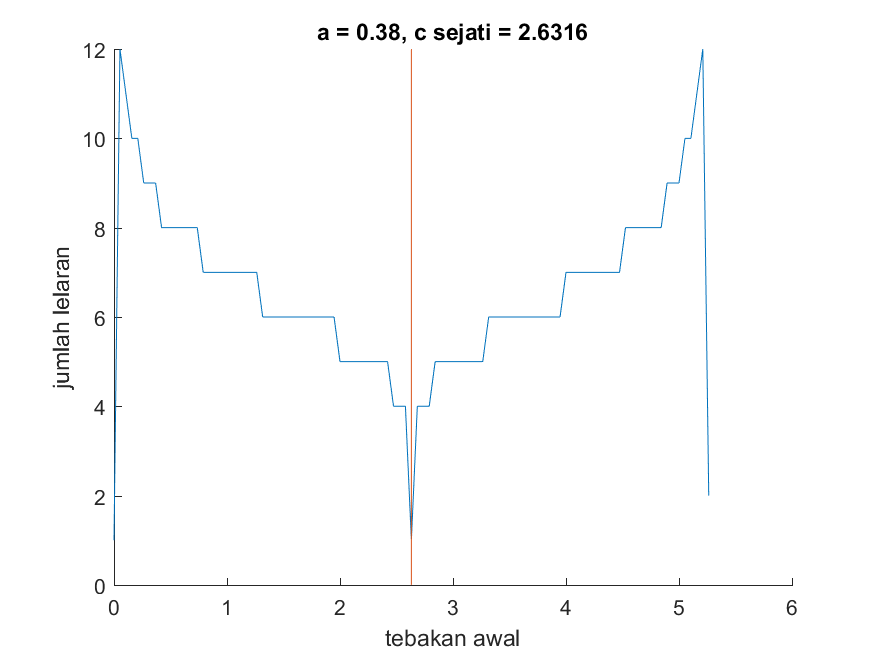 a = 0.38, c sejati = 2.6316
12
10
8
6
4
2
0
jumlah lelaran
0 1 2 3 4 5 6
tebakan awal